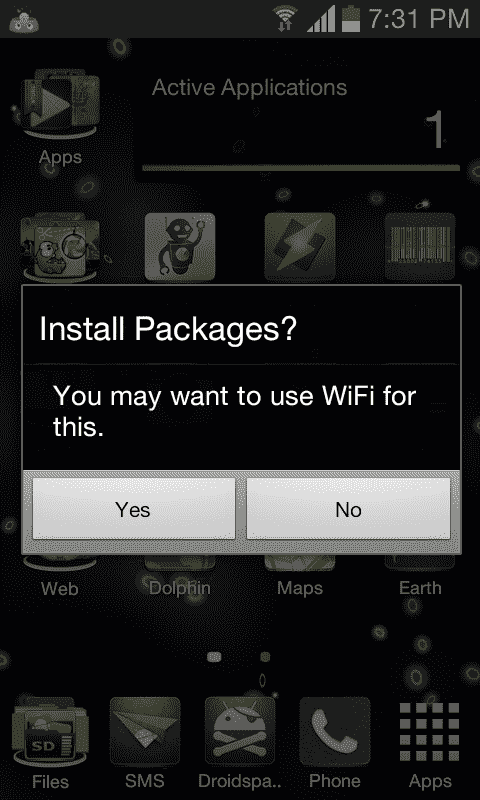 7:31 PM
Active Applications
1
Apps
Install Packages?
You may want to use WiFi for
this.
Yes No
Web Dolphin Maps Earth
SD
Files SMS Droidspa.. Phone Apps